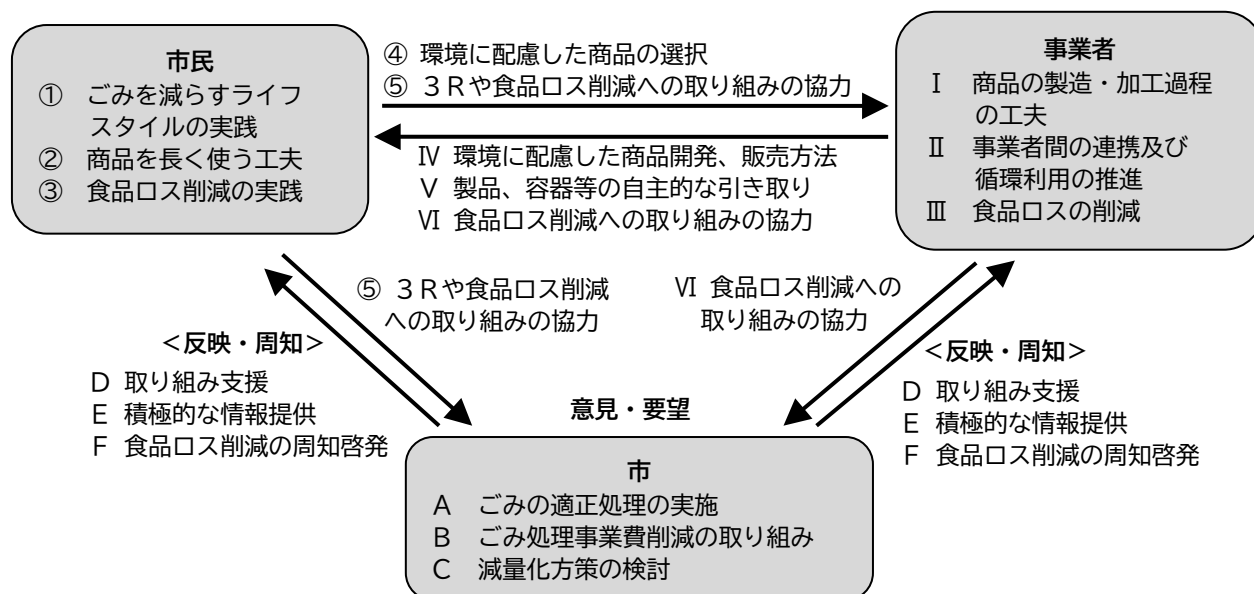 市民
① ごみを減らすライフ
スタイルの実践
② 商品を長く使う工夫
③ 食品ロス削減の実践
④ 環境に配慮した商品の選択
⑤ 3Rや食品ロス削減への取り組みの協力
Ⅳ 環境に配慮した商品開発、販売方法
Ⅴ 製品、容器等の自主的な引き取り
Ⅵ 食品ロス削減への取り組みの協力
事業者
Ⅰ 商品の製造・加工過程
の工夫
Ⅱ 事業者間の連携及び
循環利用の推進
Ⅲ 食品ロスの削減
⑤ 3Rや食品ロス削減
への取り組みの協力
Ⅵ 食品ロス削減への
取り組みの協力
<反映・周知>
D 取り組み支援
E 積極的な情報提供
F 食品ロス削減の周知啓発
意見・要望
<反映・周知>
D 取り組み支援
E 積極的な情報提供
F 食品ロス削減の周知啓発
市
A ごみの適正処理の実施
B ごみ処理事業費削減の取り組み
C 減量化方策の検討